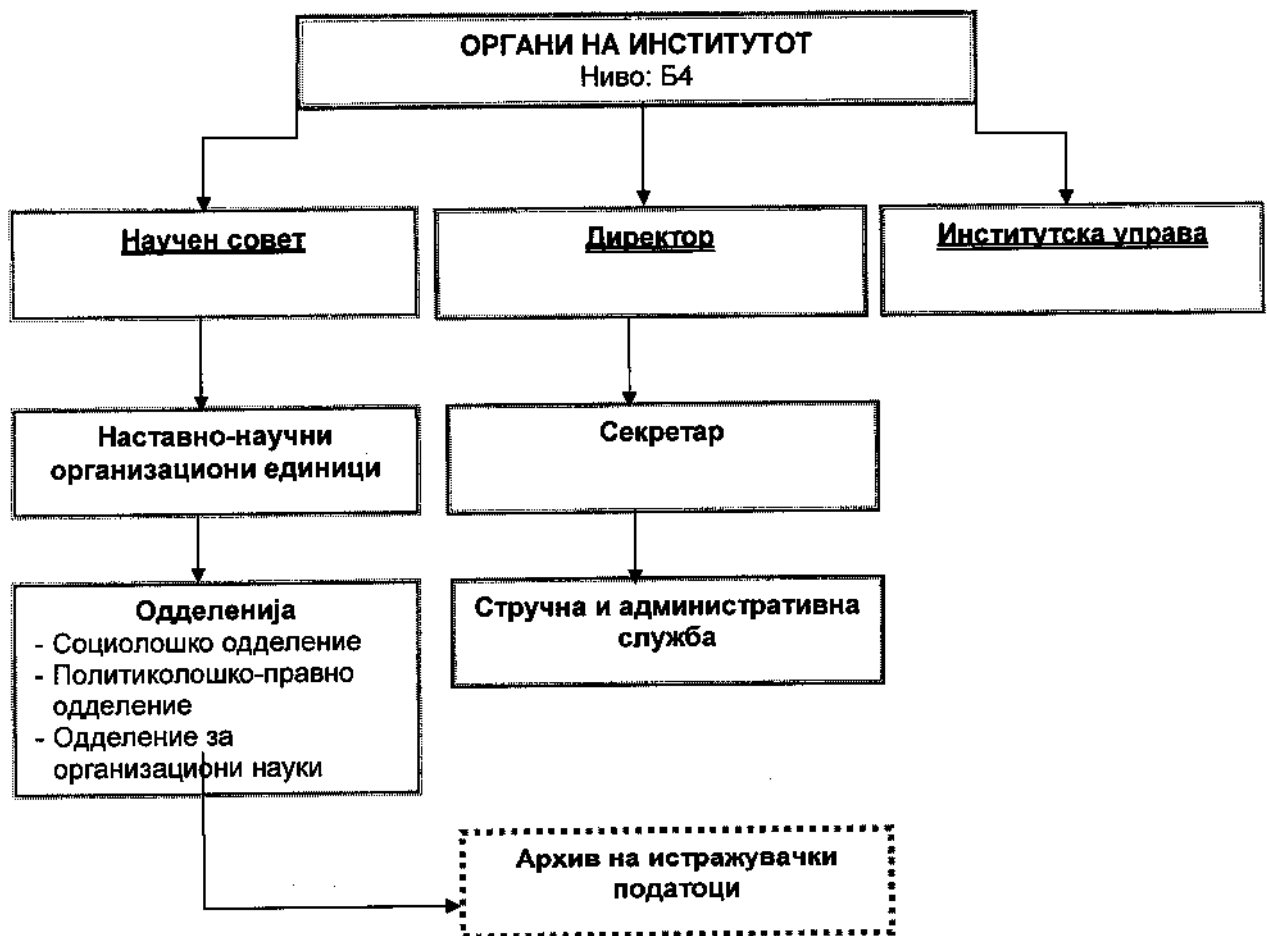 ОРГАНИ НА ИНСТИТУТОТ
Ниво: Б4
Научен совет
Директор
Институтска управа
Наставно-научни
организациони единици
Секретар
Одделенија
- Социолошко одделение
- Политиколошко-правно
одделение
- Одделение за
организациони науки
Стручна и административна
служба
Архив на истражувачки
податоци